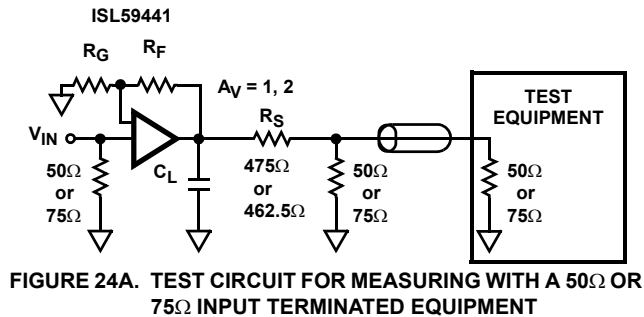 ISL59441
R_G
R_F
A_V = 1, 2
TEST
EQUIPMENT
R_S
V_IN
50Ω
or
75Ω
C_L
475Ω
or
462.5Ω
50Ω
or
75Ω
50Ω
or
75Ω
FIGURE 24A. TEST CIRCUIT FOR MEASURING WITH A 50Ω OR
75Ω INPUT TERMINATED EQUIPMENT